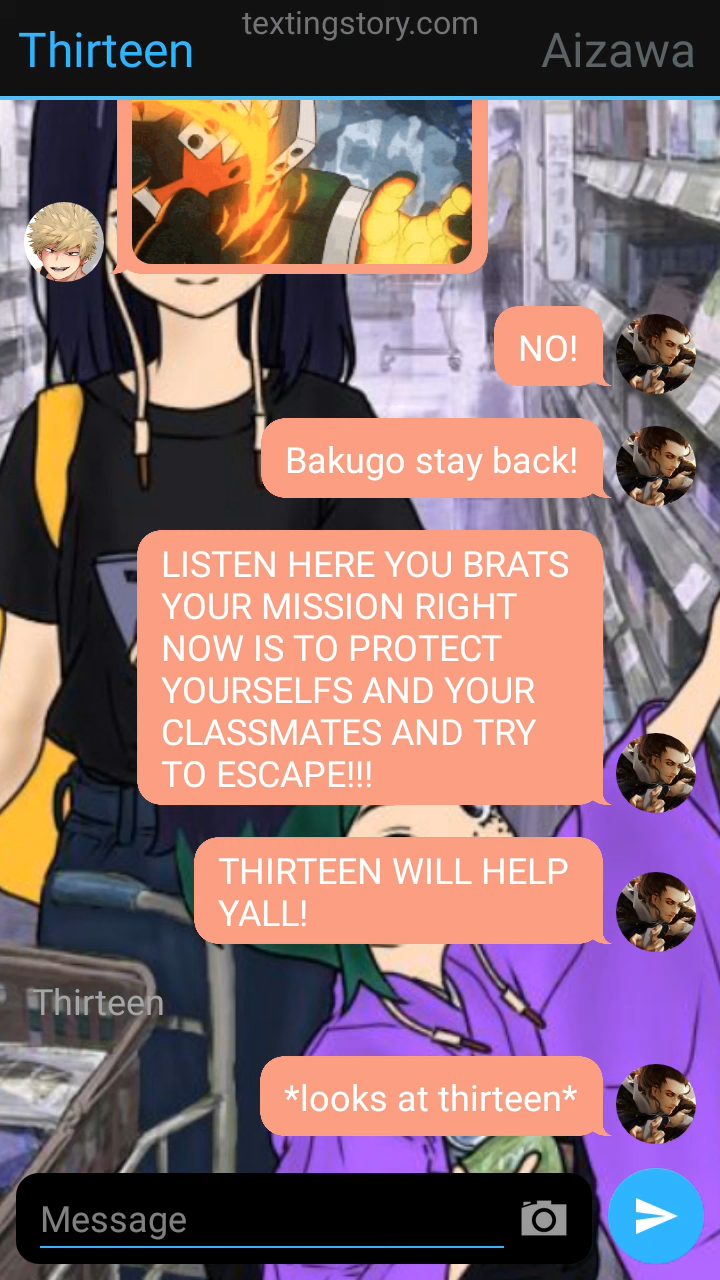 textingstory.com
Thirteen
Aizawa
NO!
Bakugo stay back!
LISTEN HERE YOU BRATS
YOUR MISSION RIGHT
NOW IS TO PROTECT
YOURSELFS AND YOUR
CLASSMATES AND TRY
TO ESCAPE!!!
THIRTEEN WILL HELP
YALL!
Thirteen
*looks at thirteen*
Message